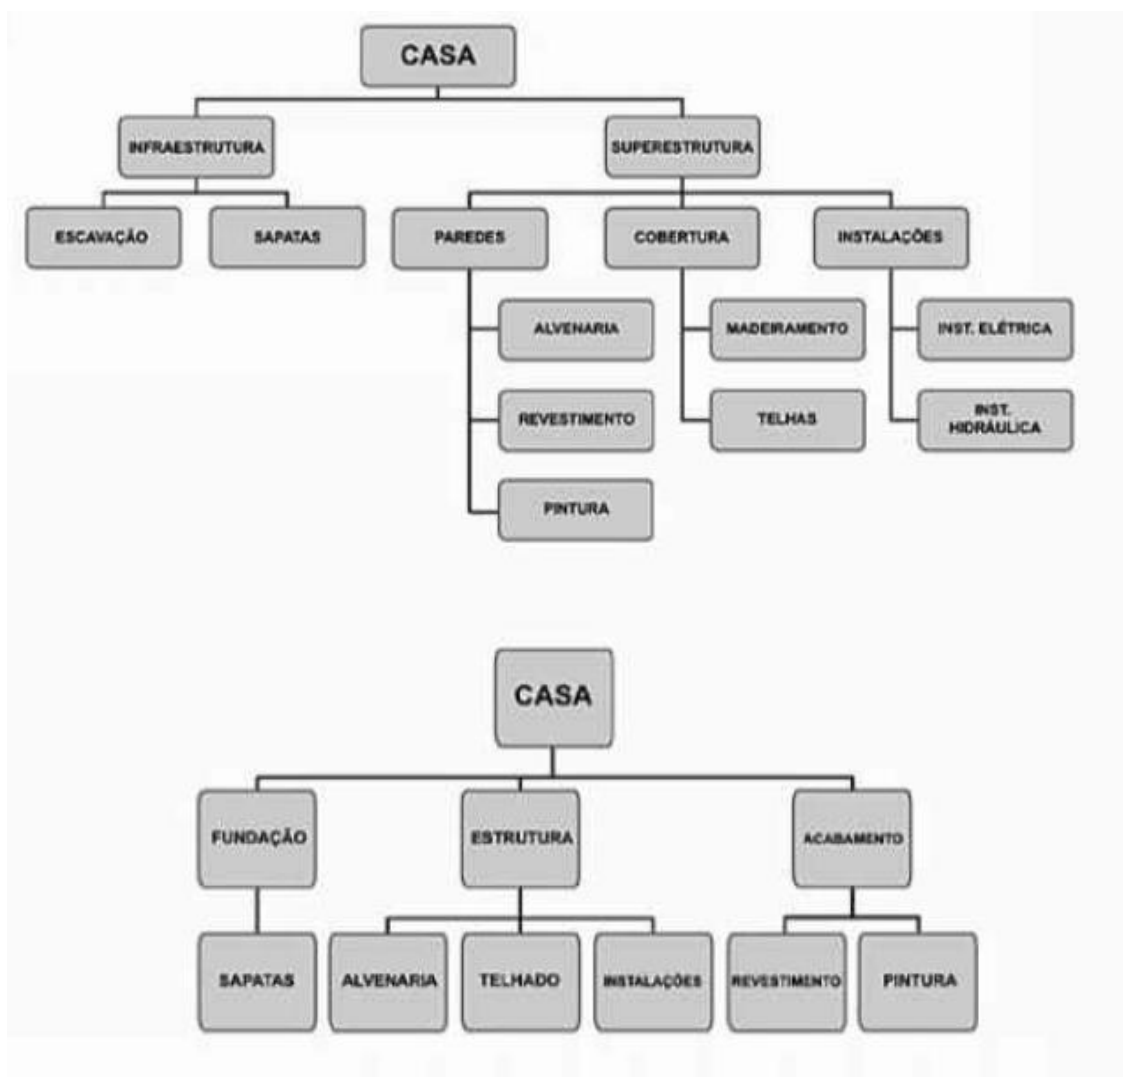 CASA
INFRAESTRUTURA
SUPERESTRUTURA
ESCAVAÇÃO
SAPATAS
PAREDES
COBERTURA
INSTALAÇÕES
ALVENARIA
MADEIRAMENTO
INST. ELÉTRICA
REVESTIMENTO
TELHAS
INST.
HIDRÁULICA
PINTURA
CASA
FUNDAÇÃO
ESTRUTURA
ACABAMENTO
SAPATAS
ALVENARIA
TELHADO
INSTALAÇÕES
REVESTIMENTO
PINTURA